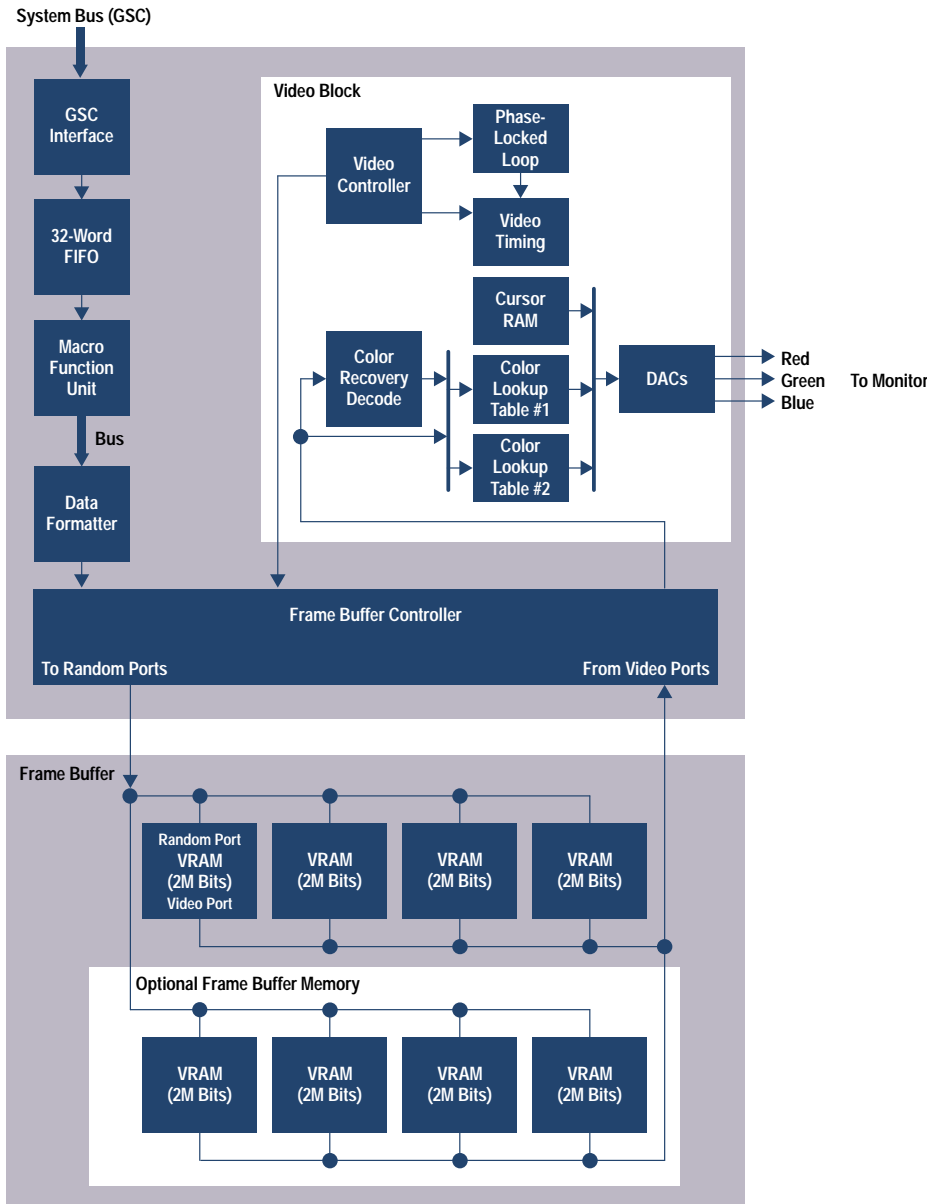 System Bus (GSC)
GSC
Interface
32-Word
FIFO
Macro
Function
Unit
Bus
Data
Formatter
Video Block
Video
Controller
Phase-
Locked
Loop
Video
Timing
Cursor
RAM
Color
Recovery
Decode
Color
Lookup
Table #1
Color
Lookup
Table #2
DACs
Red
Green
Blue
To Monitor
Frame Buffer Controller
To Random Ports
From Video Ports
Frame Buffer
Random Port
VRAM
(2M Bits)
Video Port
VRAM
(2M Bits)
VRAM
(2M Bits)
VRAM
(2M Bits)
Optional Frame Buffer Memory
VRAM
(2M Bits)
VRAM
(2M Bits)
VRAM
(2M Bits)
VRAM
(2M Bits)